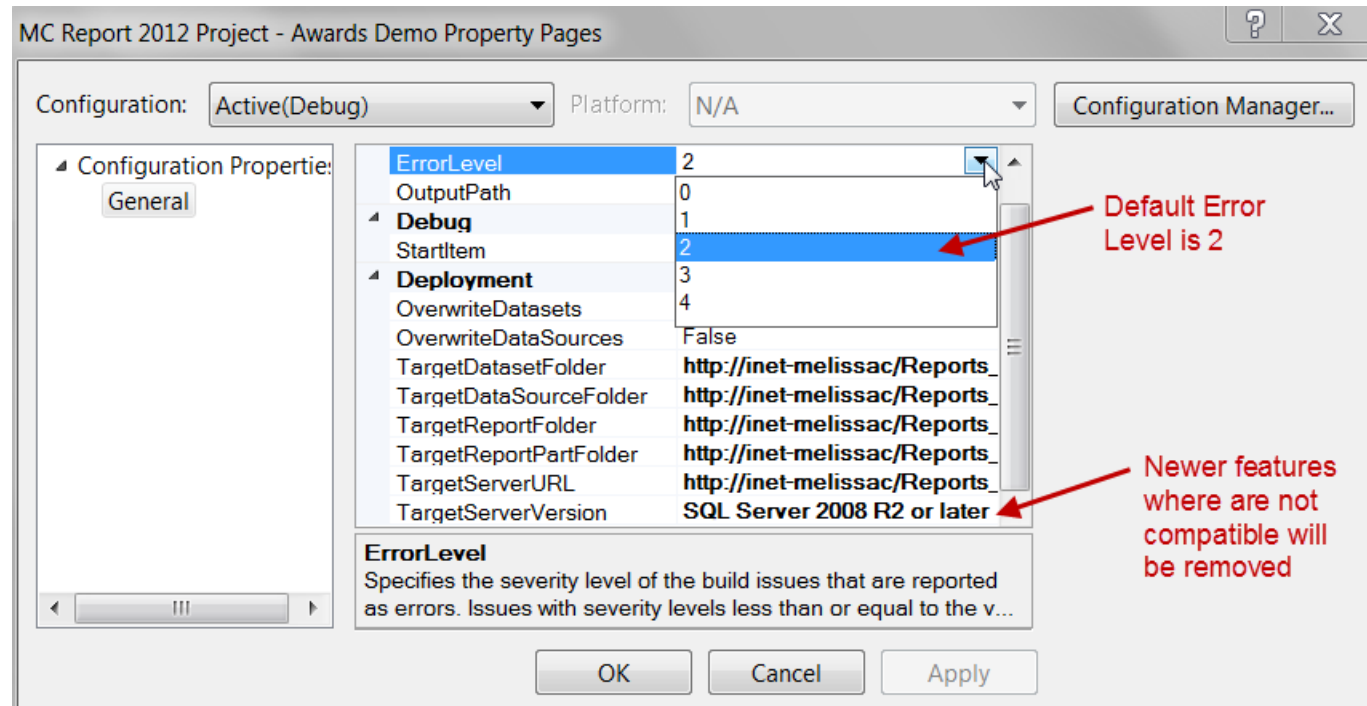 MC Report 2012 Project - Awards Demo Property Pages
Configuration: Active(Debug) Platform: N/A Configuration Manager...
Configuration Propertie
General
ErrorLevel 2
OutputPath
Debug
StartItem
Deployment
OverwriteDatasets
OverwriteDataSources False
TargetDatasetFolder http://inet-melissac/Reports_
TargetDataSourceFolder http://inet-melissac/Reports_
TargetReportFolder http://inet-melissac/Reports_
TargetReportPartFolder http://inet-melissac/Reports_
TargetServerURL http://inet-melissac/Reports_
TargetServerVersion SQL Server 2008 R2 or later
0
1
2
3
4
Default Error
Level is 2
Newer features
where are not
compatible will
be removed
ErrorLevel
Specifies the severity level of the build issues that are reported
as errors. Issues with severity levels less than or equal to the v...
OK Cancel Apply